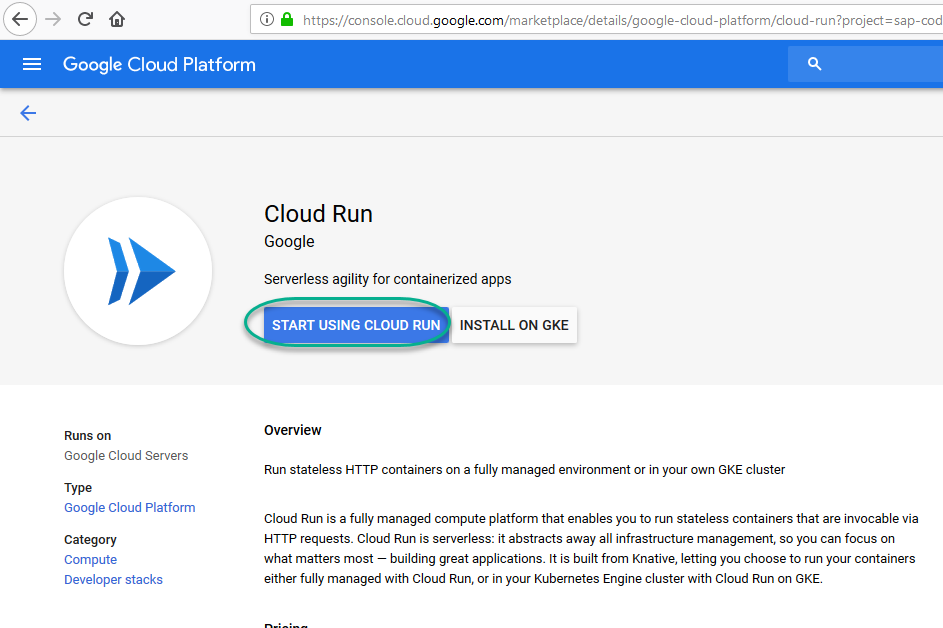 https://console.cloud.google.com/marketplace/details/google-cloud-platform/cloud-run?project=sap-cod
Google Cloud Platform
Cloud Run
Google
Serverless agility for containerized apps
START USING CLOUD RUN
INSTALL ON GKE
Runs on
Google Cloud Servers
Type
Google Cloud Platform
Category
Compute
Developer stacks
Overview
Run stateless HTTP containers on a fully managed environment or in your own GKE cluster
Cloud Run is a fully managed compute platform that enables you to run stateless containers that are invocable via
HTTP requests. Cloud Run is serverless: it abstracts away all infrastructure management, so you can focus on
what matters most — building great applications. It is built from Knative, letting you choose to run your containers
either fully managed with Cloud Run, or in your Kubernetes Engine cluster with Cloud Run on GKE.
Pricing